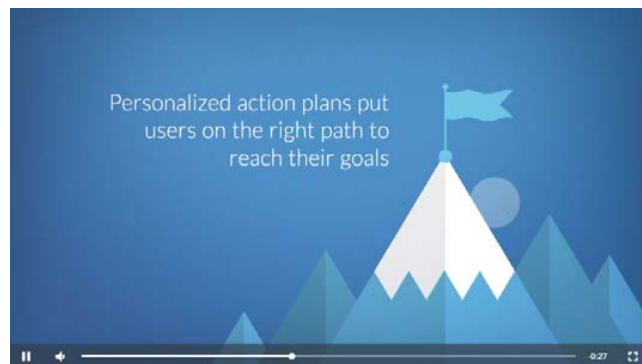 Personalized action plans put
users on the right path to
reach their goals
-0:27